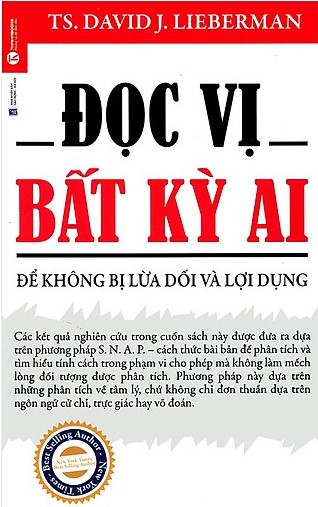 TS. DAVID J. LIEBERMAN
ĐỌC VỊ
BẤT KỲ AI
ĐỂ KHÔNG BỊ LỪA DỐI VÀ LỢI DỤNG
Các kết quả nghiên cứu trong cuốn sách này được đưa ra dựa
trên phương pháp S. N. A. P. – cách thức bài bản để phân tích và
tìm hiểu tính cách trong phạm vi cho phép mà không làm mếch
lòng đối tượng được phân tích. Phương pháp này dựa trên
những phân tích về tâm lý, chứ không chỉ đơn thuần dựa trên
ngôn ngữ cử chỉ, trực giác hay võ đoán.
Best Selling Author
New York Times
Best Selling Author
New York Times